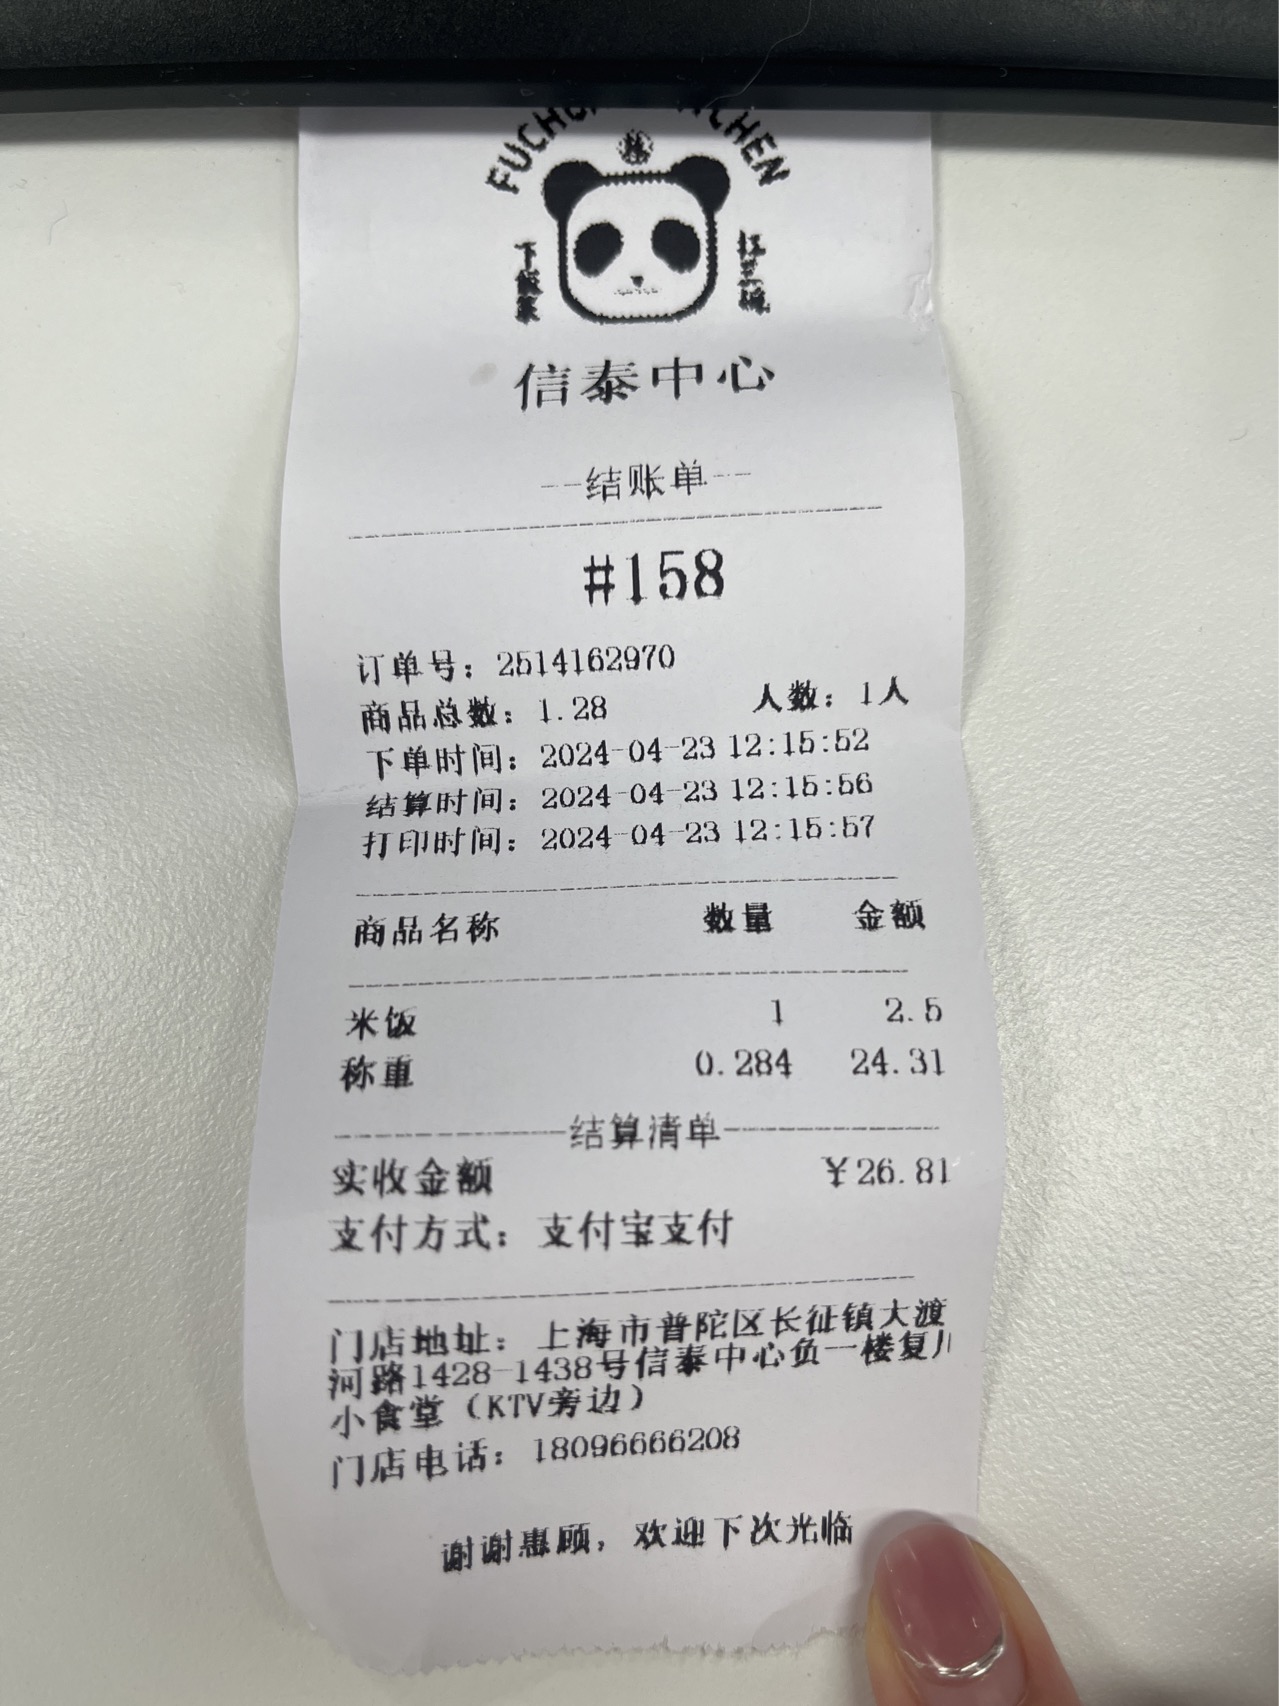 下饭菜
扛三碗
信泰中心
--结账单--
#158
订单号：2514162970
商品总数：1.28 人数：1人
下单时间：2024-04-23 12:15:52
结算时间：2024-04-23 12:15:56
打印时间：2024-04-23 12:15:57
商品名称 数量 金额
米饭 1 2.5
称重 0.284 24.31
结算清单
实收金额 ￥26.81
支付方式：支付宝支付
门店地址：上海市普陀区长征镇大渡
河路1428-1438号信泰中心负一楼复川
小食堂（KTV旁边）
门店电话：18096666208
谢谢惠顾，欢迎下次光临